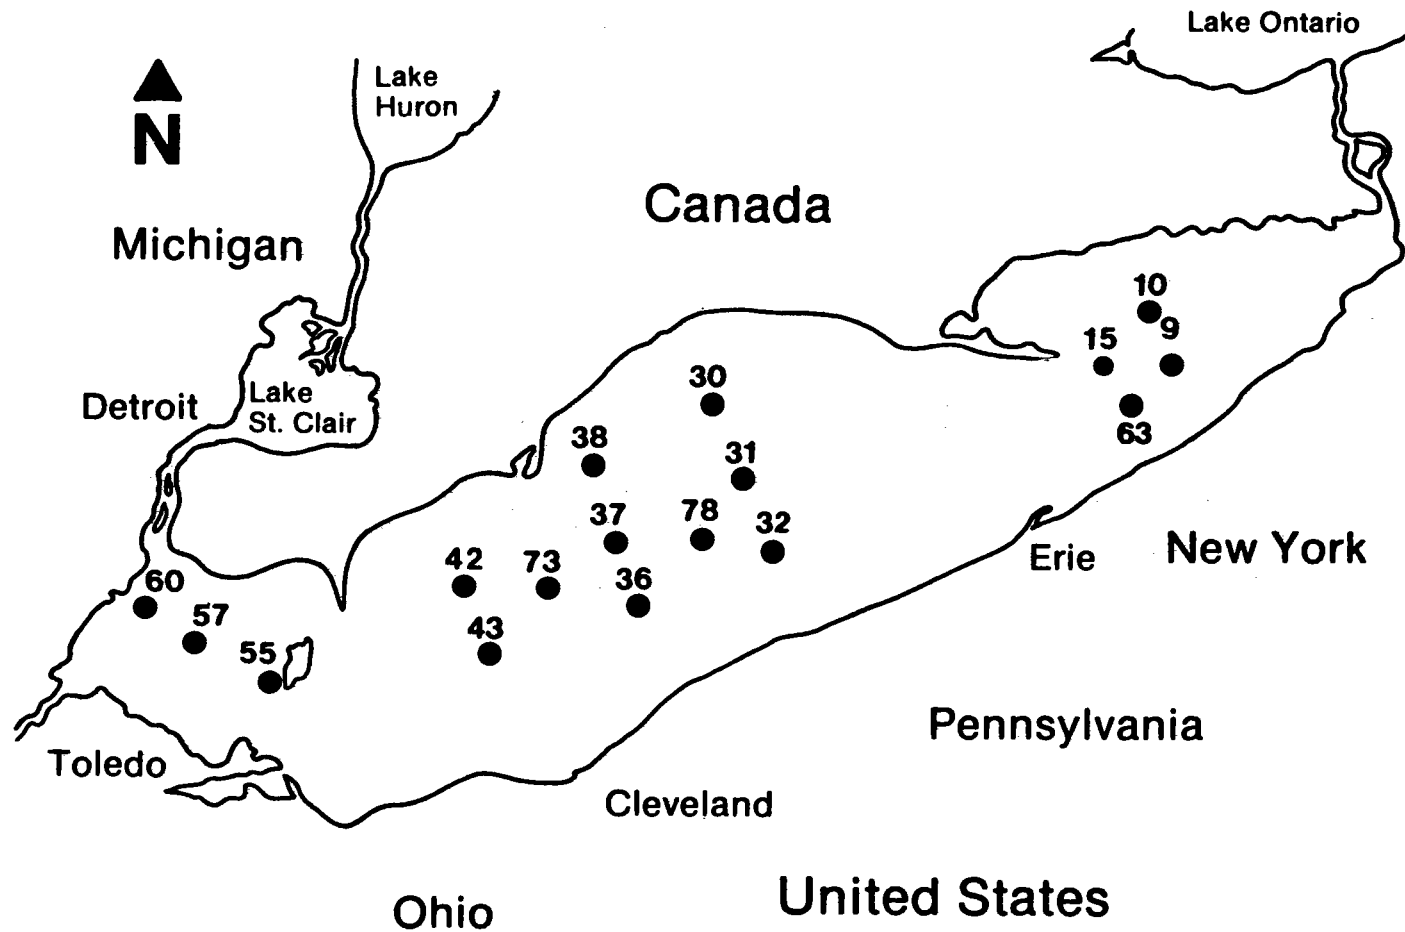 Lake Ontario
Lake
Huron
N
Canada
Michigan
10
9
15
63
Lake
St. Clair
Detroit
30
38
31
37
78
32
42
73
36
43
60
57
55
Erie
New York
Pennsylvania
Toledo
Cleveland
Ohio
United States